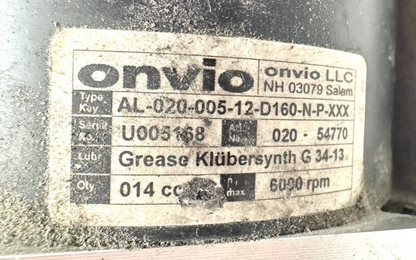 onvio
onvio LLC
NH 03079 Salem
Type Key AL-020-005-12-D160-N-P-XXX
Serial No. U005168 020 - 54770
Lub. Grease Klübersynth G 34-13
Qty 014 cc max 6000 rpm